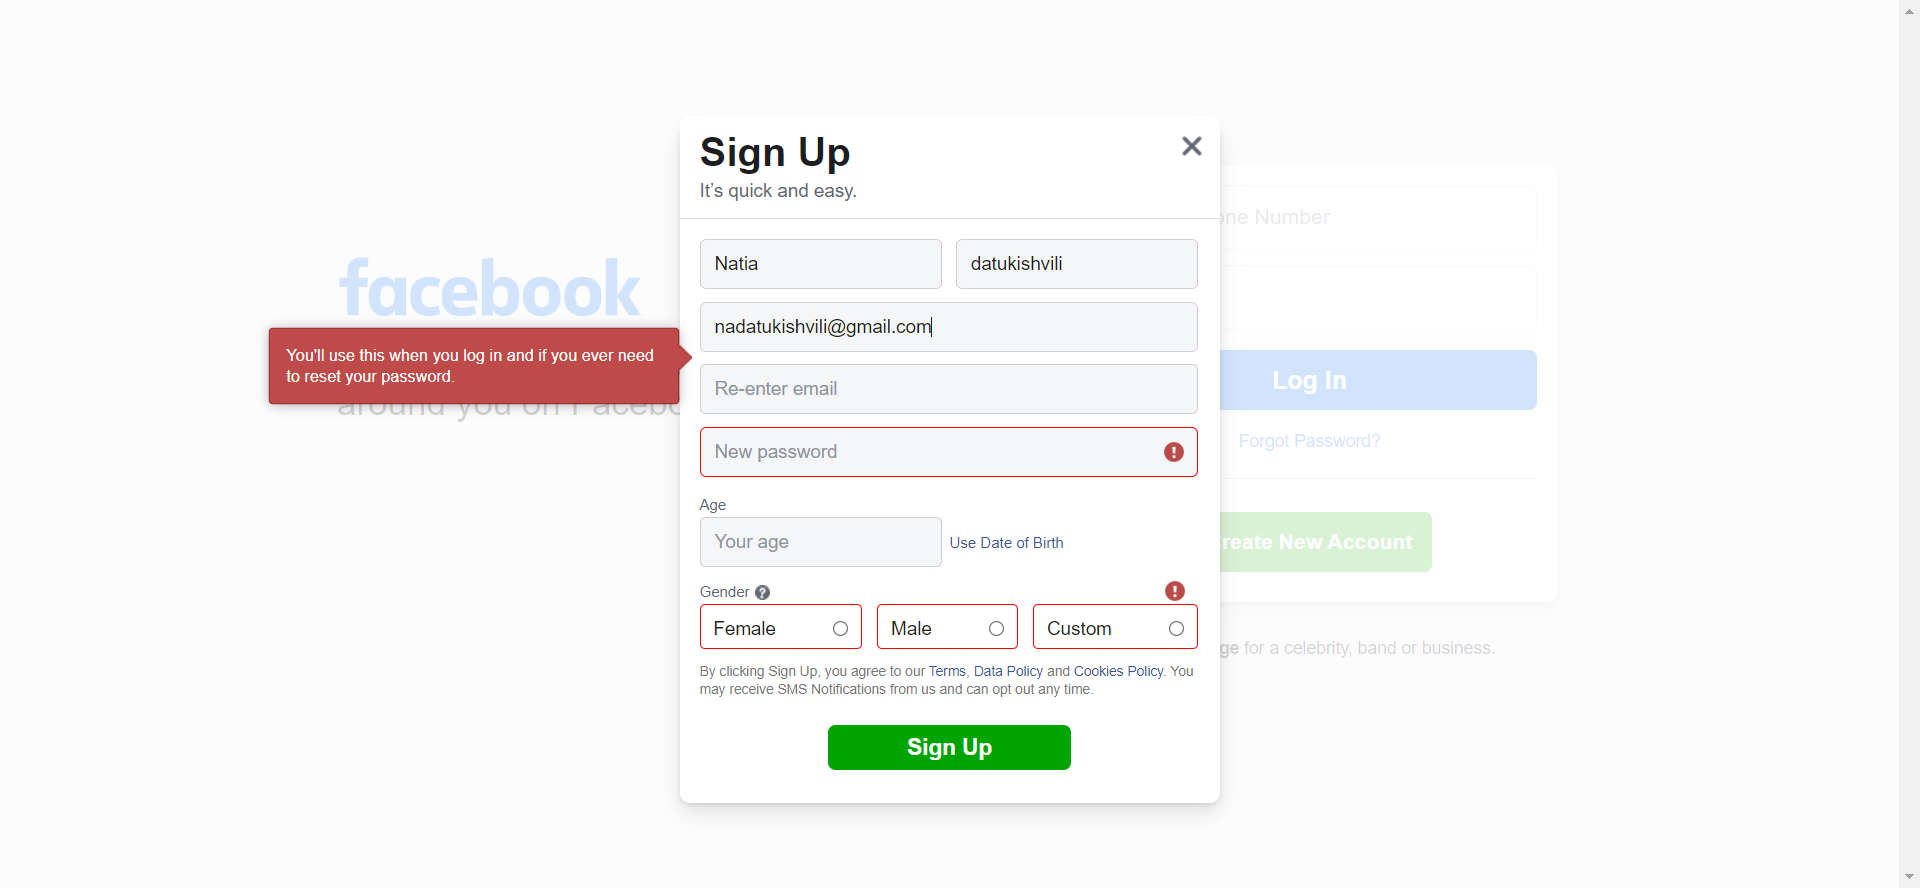 Sign Up
It's quick and easy.
facebook
Natia
datukishvili
nadatukishvili@gmail.com
You'll use this when you log in and if you ever need
to reset your password.
around you on
Re-enter email
New password
Age
Your age
Use Date of Birth
Gender
Female
Male
Custom
By clicking Sign Up, you agree to our Terms, Data Policy and Cookies Policy. You
may receive SMS Notifications from us and can opt out any time.
Sign Up
Number
Log In
Forgot Password?
New Account
for a celebrity, band or business.